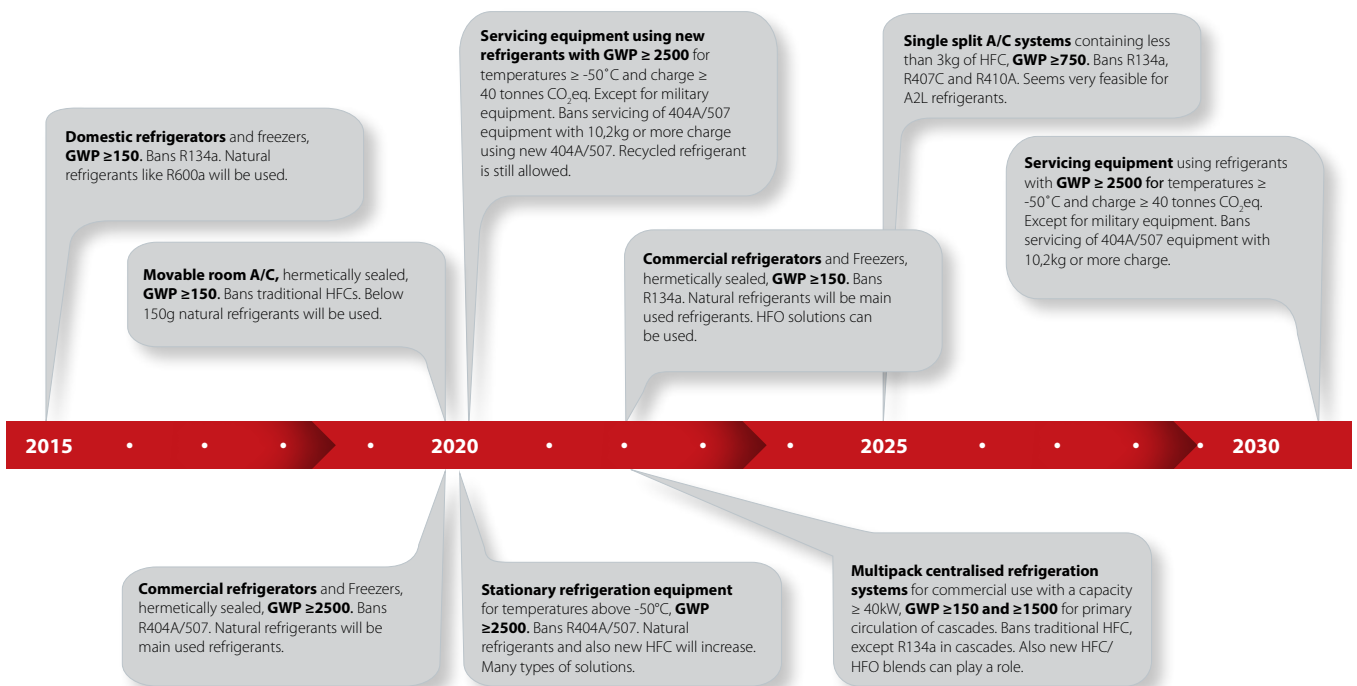 Domestic refrigerators and freezers,
GWP ≥150. Bans R134a. Natural
refrigerants like R600a will be used.
Movable room A/C, hermetically sealed,
GWP ≥150. Bans traditional HFCs. Below
150g natural refrigerants will be used.
Servicing equipment using new
refrigerants with GWP ≥ 2500 for
temperatures ≥ -50˚C and charge ≥
40 tonnes CO₂eq. Except for military
equipment. Bans servicing of 404A/507
equipment with 10,2kg or more charge
using new 404A/507. Recycled refrigerant
is still allowed.
Commercial refrigerators and Freezers,
hermetically sealed, GWP ≥150. Bans
R134a. Natural refrigerants will be main
used refrigerants. HFO solutions can
be used.
Single split A/C systems containing less
than 3kg of HFC, GWP ≥750. Bans R134a,
R407C and R410A. Seems very feasible for
A2L refrigerants.
Servicing equipment using refrigerants
with GWP ≥ 2500 for temperatures ≥
-50˚C and charge ≥ 40 tonnes CO₂eq.
Except for military equipment. Bans
servicing of 404A/507 equipment with
10,2kg or more charge.
2015 2020 2025 2030
Commercial refrigerators and Freezers,
hermetically sealed, GWP ≥2500. Bans
R404A/507. Natural refrigerants will be
main used refrigerants.
Stationary refrigeration equipment
for temperatures above -50°C, GWP
≥2500. Bans R404A/507. Natural
refrigerants and also new HFC will increase.
Many types of solutions.
Multipack centralised refrigeration
systems for commercial use with a capacity
≥ 40kW, GWP ≥150 and ≥1500 for primary
circulation of cascades. Bans traditional HFC,
except R134a in cascades. Also new HFC/
HFO blends can play a role.